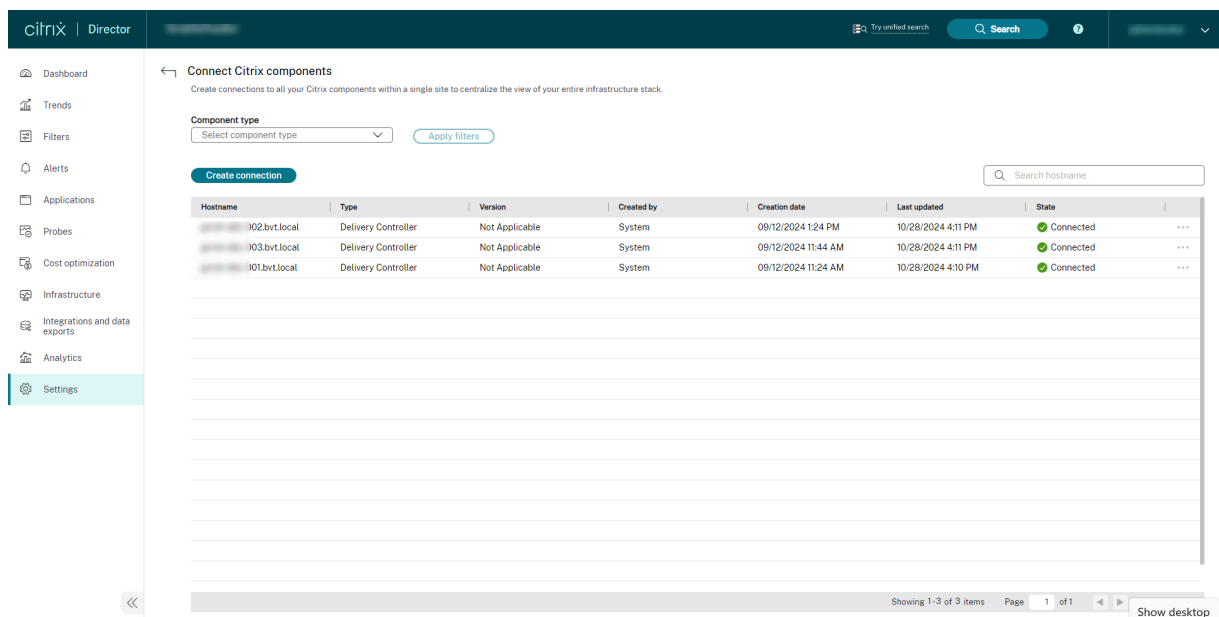 citrix | Director
Try unified search
Search
?
Dashboard
Trends
Filters
Alerts
Applications
Probes
Cost optimization
Infrastructure
Integrations and data
exports
Analytics
Settings
Connect Citrix components
Create connections to all your Citrix components within a single site to centralize the view of your entire infrastructure stack.
Component type
Select component type
Apply filters
Create connection
Search hostname
Hostname Type Version Created by Creation date Last updated State
02.bvt.local Delivery Controller Not Applicable System 09/12/2024 1:24 PM 10/28/2024 4:11 PM Connected ...
03.bvt.local Delivery Controller Not Applicable System 09/12/2024 11:44 AM 10/28/2024 4:11 PM Connected ...
01.bvt.local Delivery Controller Not Applicable System 09/12/2024 11:24 AM 10/28/2024 4:10 PM Connected ...
Showing 1-3 of 3 items Page 1 of 1
Show desktop